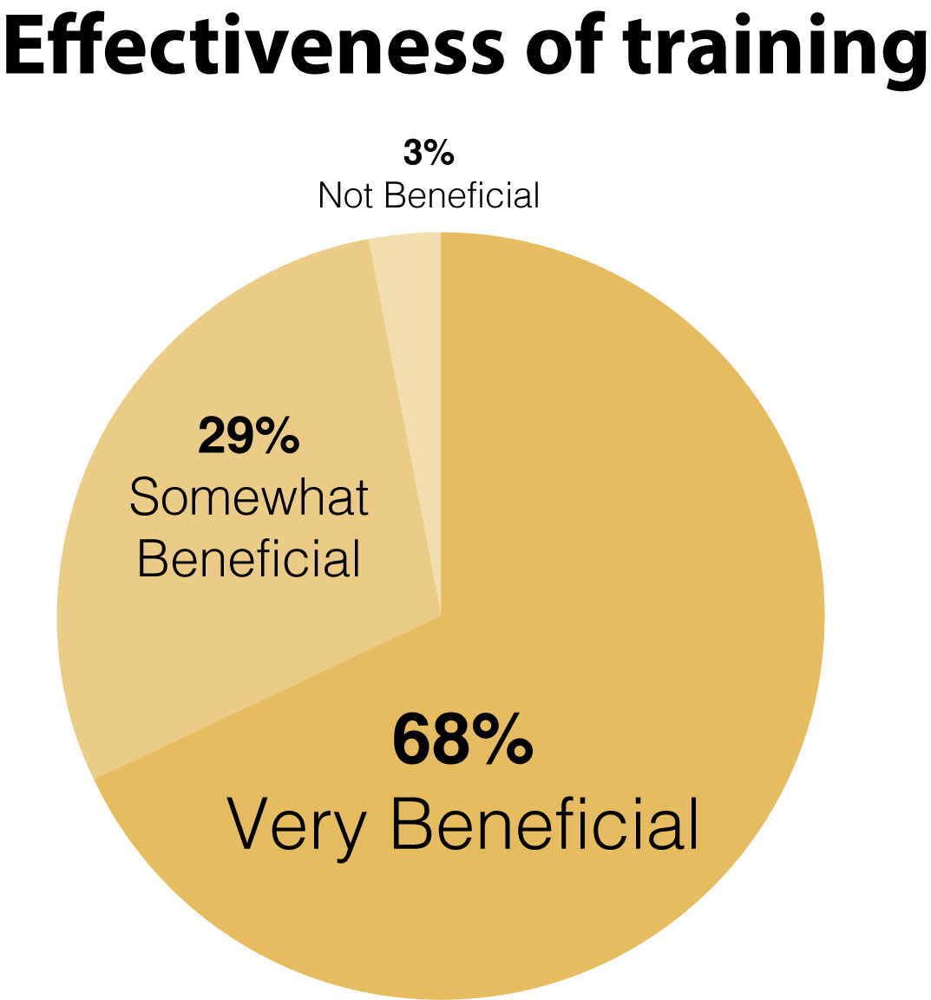 Effectiveness of training
3%
Not Beneficial
29%
Somewhat
Beneficial
68%
Very Beneficial